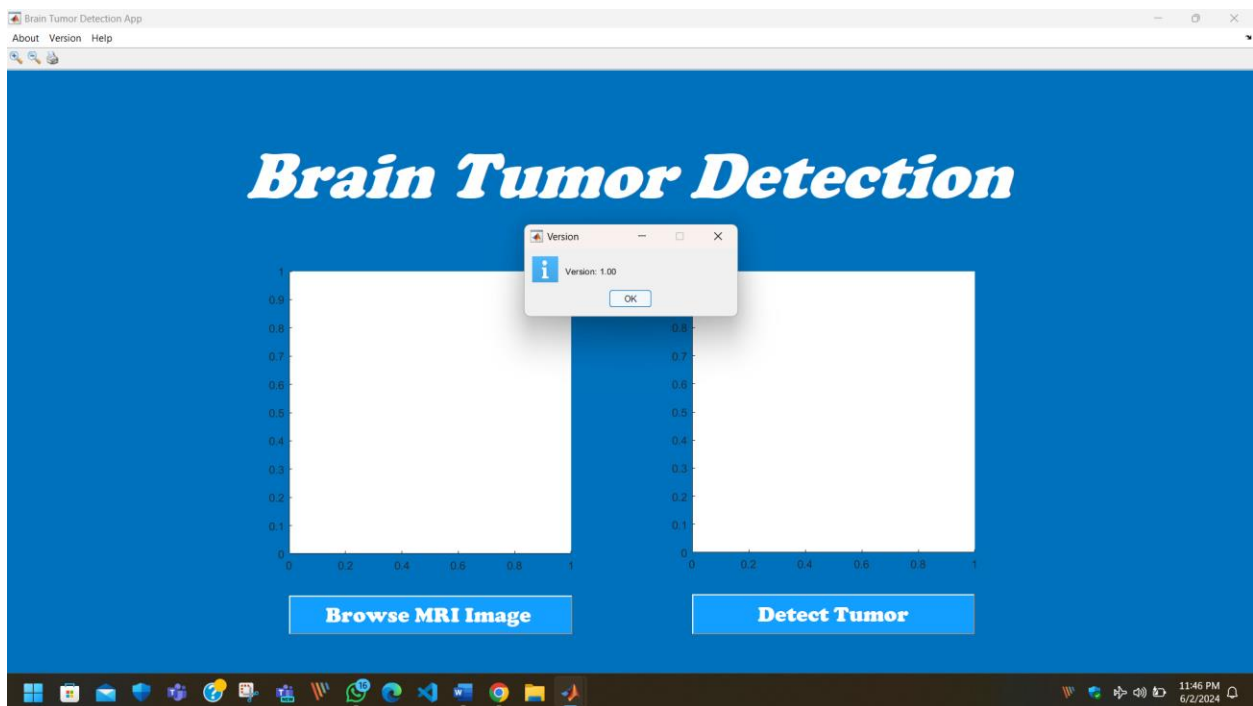 Brain Tumor Detection App
About Version Help
Brain Tumor Detection
Version
Version: 1.00
OK
1
0.9
0.8
0.7
0.6
0.5
0.4
0.3
0.2
0.1
0
0 0.2 0.4 0.6 0.8 1
0.8
0.7
0.6
0.5
0.4
0.3
0.2
0.1
0
0 0.2 0.4 0.6 0.8 1
Browse MRI Image
Detect Tumor
16
11:46 PM
6/2/2024